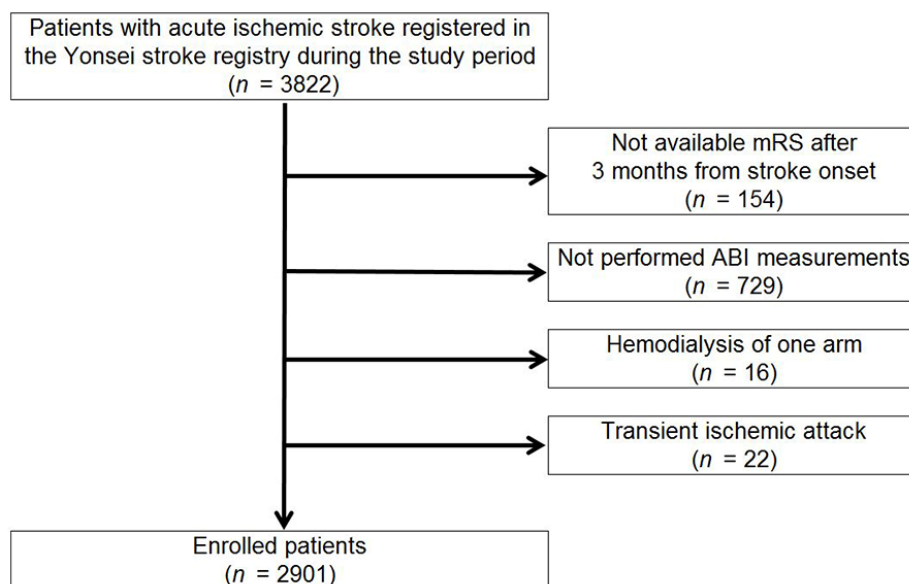 Patients with acute ischemic stroke registered in
the Yonsei stroke registry during the study period
(n = 3822)
Not available mRS after
3 months from stroke onset
(n = 154)
Not performed ABI measurements
(n = 729)
Hemodialysis of one arm
(n = 16)
Transient ischemic attack
(n = 22)
Enrolled patients
(n = 2901)